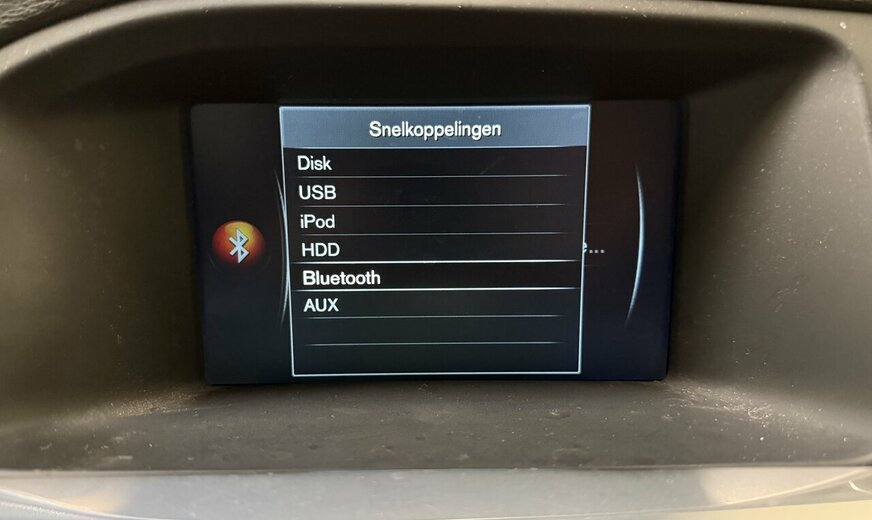 Snelkoppelingen
Disk
USB
iPod
HDD
Bluetooth
AUX